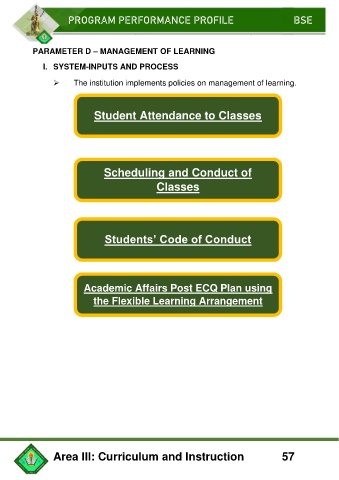 PROGRAM PERFORMANCE PROFILE BSE
PARAMETER D – MANAGEMENT OF LEARNING
I. SYSTEM-INPUTS AND PROCESS
➢ The institution implements policies on management of learning.
Student Attendance to Classes
Scheduling and Conduct of
Classes
Students' Code of Conduct
Academic Affairs Post ECQ Plan using
the Flexible Learning Arrangement
Area III: Curriculum and Instruction 57